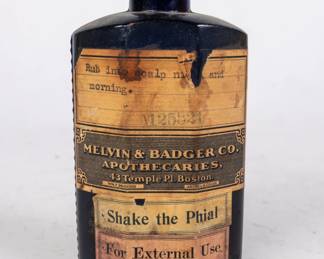 Rub into scalp night and
morning.
MELVIN & BADGER CO.
APOTHECARIES,
43 Temple Pl. Boston.
Shake the Phial
For External Use